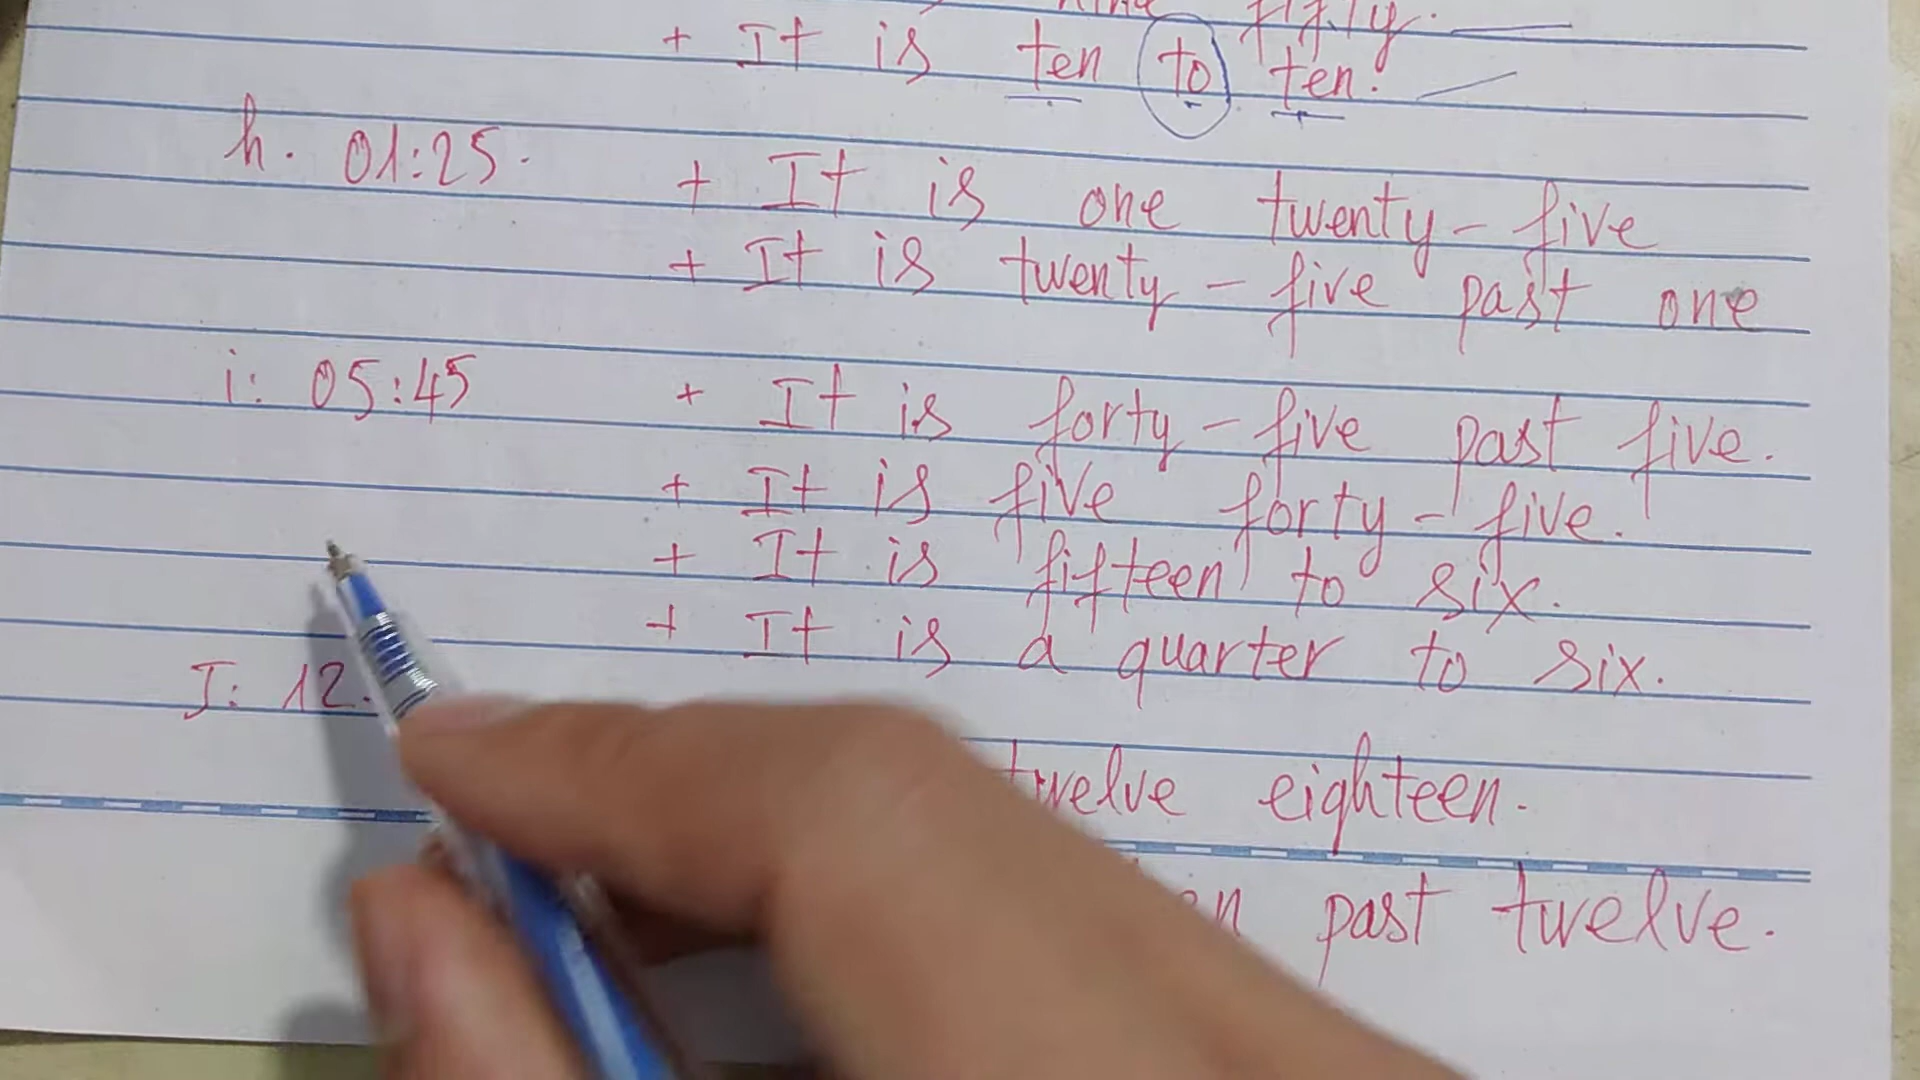 fifty.
+ It is ten to ten.
h. 01:25. + It is one twenty-five
+ It is twenty-five past one
i: 05:45 + It is forty-five past five.
+ It is five forty-five.
+ It is fifteen to six.
+ It is a quarter to six.
J: 12: twelve eighteen.
past twelve.